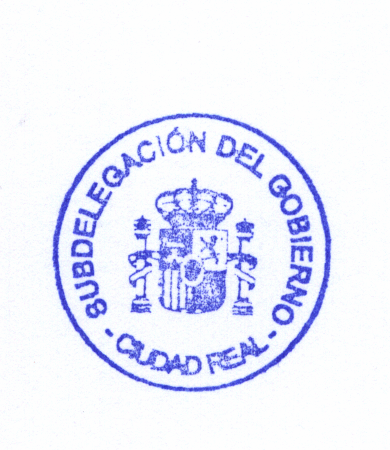 SUBDELEGACIÓN DEL GOBIERNO
- CIUDAD REAL -